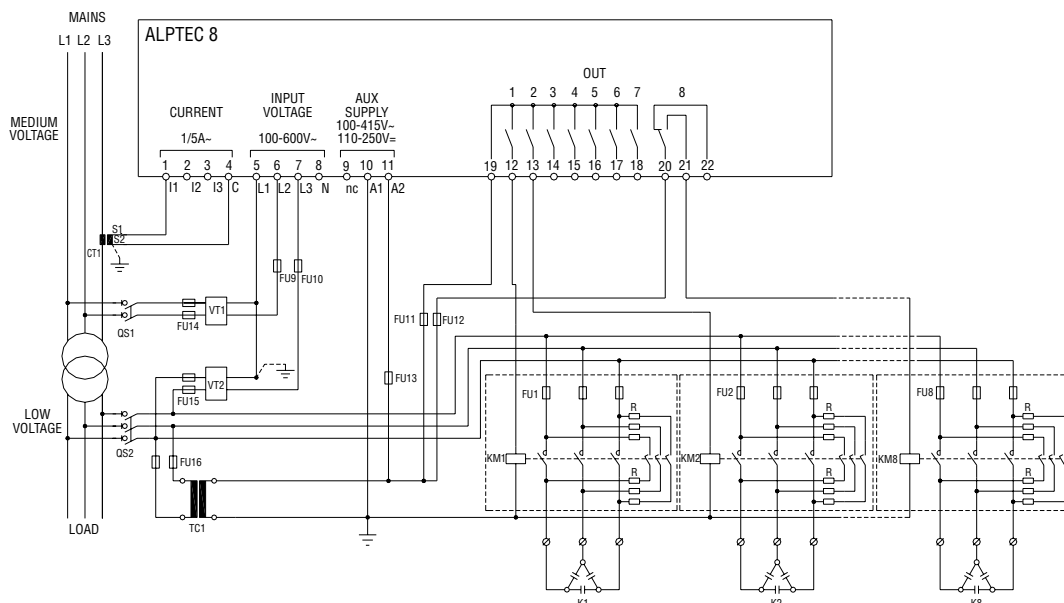 MAINS
L1 L2 L3
ALPTEC 8
MEDIUM
VOLTAGE
CURRENT
1/5A~
INPUT
VOLTAGE
100-600V~
AUX
SUPPLY
100-415V~
110-250V=
OUT
1 2 3 4 5 6 7 8
1 2 3 4 5 6 7 8 9 10 11 19 12 13 14 15 16 17 18 20 21 22
I1 I2 I3 C L1 L2 L3 N nc A1 A2
S1
S2
CT1
FU9 FU10
QS1
FU14
VT1
FU11 FU12
VT2
FU15
FU13
LOW
VOLTAGE
QS2
FU16
FU1 FU2 FU8
R R R
KM1 KM2 KM8
R R R
LOAD
TC1
K1 K2 K8